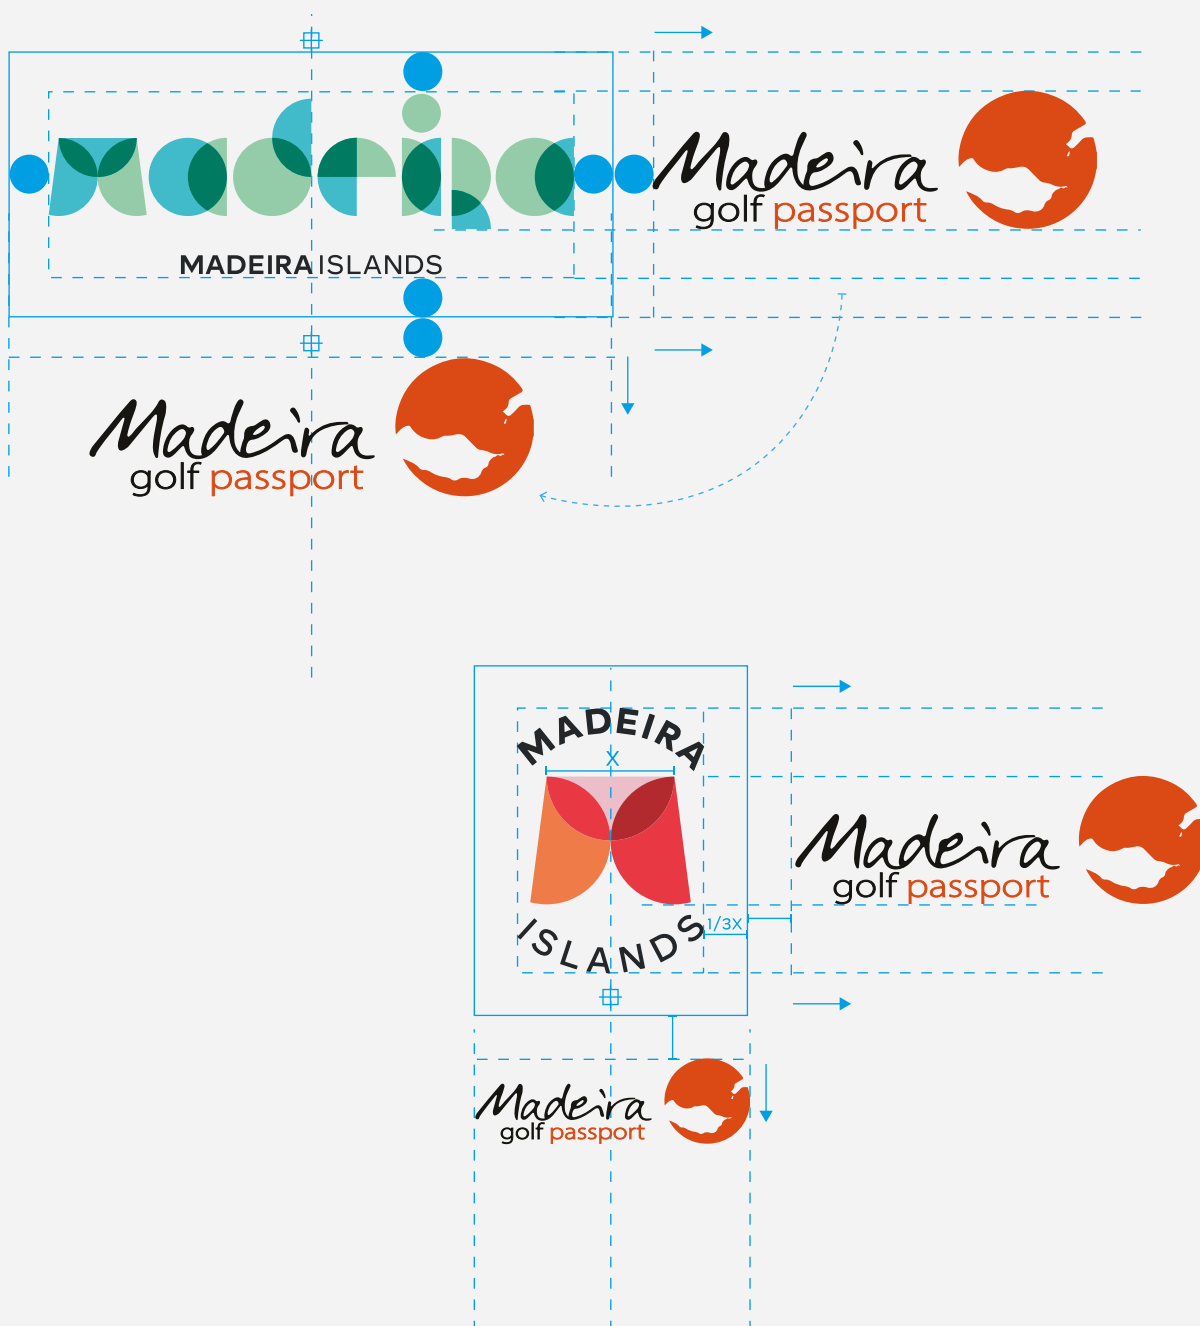 madeira
MADEIRA ISLANDS
Madeira
golf passport
Madeira
golf passport
MADEIRA
X
ISLANDS
1/3X
Madeira
golf passport
Madeira
golf passport